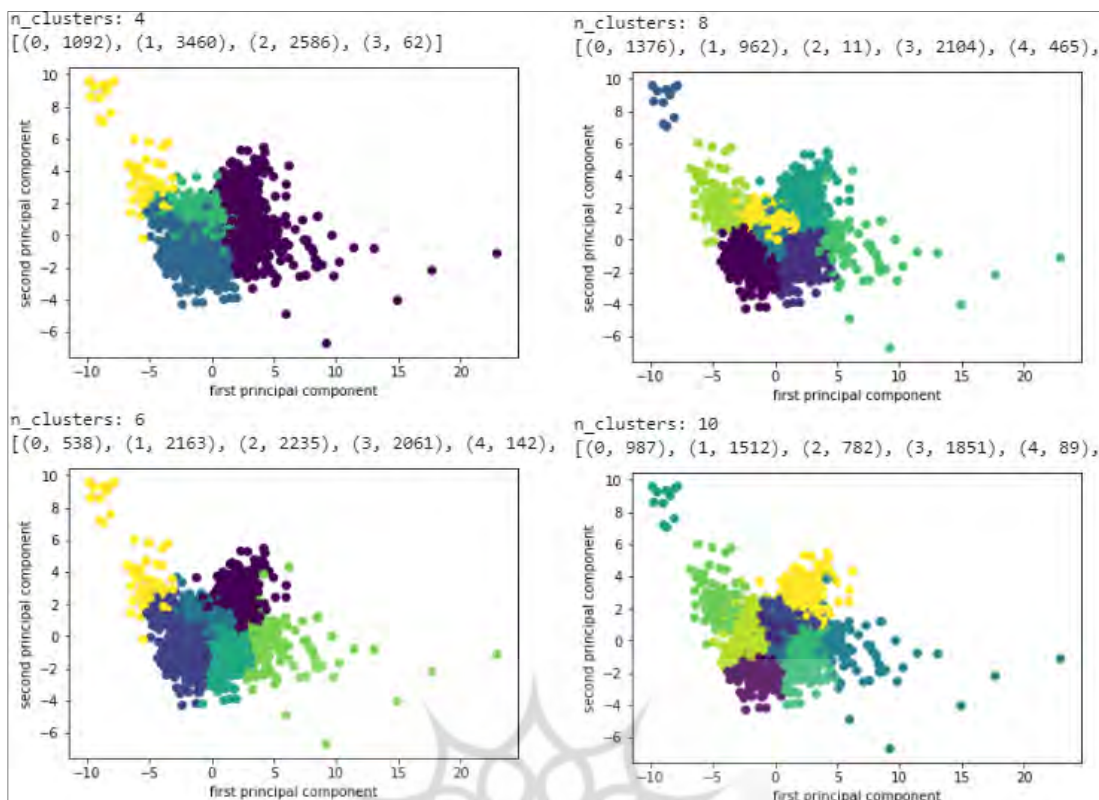 n_clusters: 4
[(0, 1092), (1, 3460), (2, 2586), (3, 62)]
10
8
6
4
2
0
−2
−4
−6
second principal component
−10 −5 0 5 10 15 20
first principal component
n_clusters: 8
[(0, 1376), (1, 962), (2, 11), (3, 2104), (4, 465),
10
8
6
4
2
0
−2
−4
−6
second principal component
−10 −5 0 5 10 15 20
first principal component
n_clusters: 6
[(0, 538), (1, 2163), (2, 2235), (3, 2061), (4, 142),
10
8
6
4
2
0
−2
−4
−6
second principal component
−10 −5 0 5 10 15 20
first principal component
n_clusters: 10
[(0, 987), (1, 1512), (2, 782), (3, 1851), (4, 89),
10
8
6
4
2
0
−2
−4
−6
second principal component
−10 −5 0 5 10 15 20
first principal component